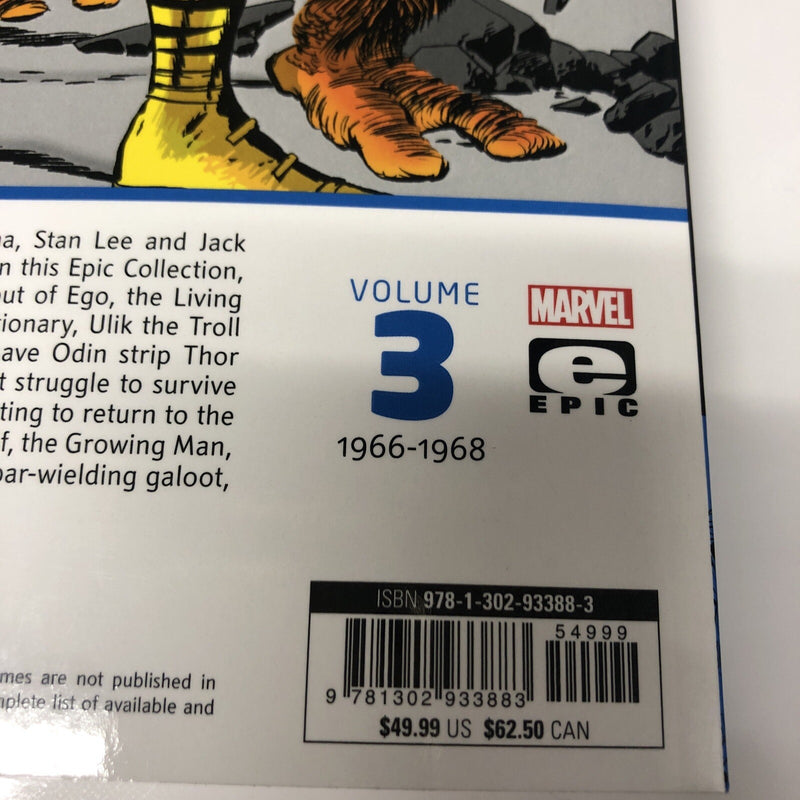 Stan Lee and Jack
n this Epic Collection,
out of Ego, the Living
tionary, Ulik the Troll
ave Odin strip Thor
t struggle to survive
ting to return to the
f, the Growing Man,
bar-wielding galoot,
mes are not published in
mplete list of available and
VOLUME
3
1966-1968
MARVEL
e
EPIC
ISBN 978-1-302-93388-3
54999
9 781302 933883
$49.99 US $62.50 CAN